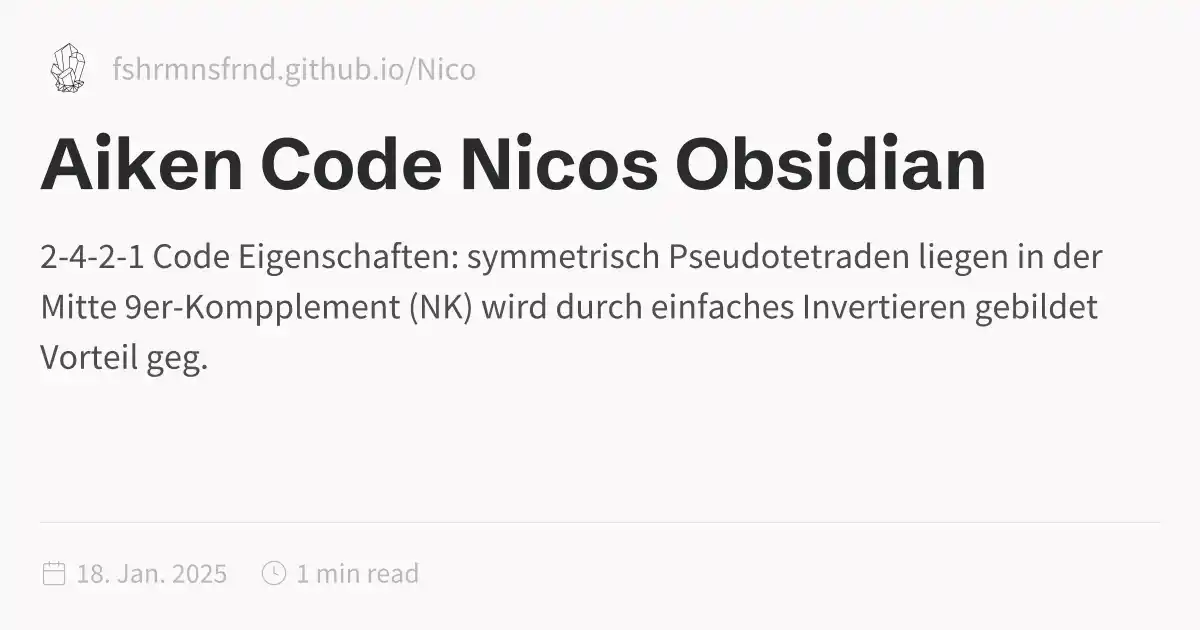 fshrmnsfrnd.github.io/Nico
Aiken Code Nicos Obsidian
2-4-2-1 Code Eigenschaften: symmetrisch Pseudotetraden liegen in der
Mitte 9er-Kompplement (NK) wird durch einfaches Invertieren gebildet
Vorteil geg.
18. Jan. 2025 1 min read